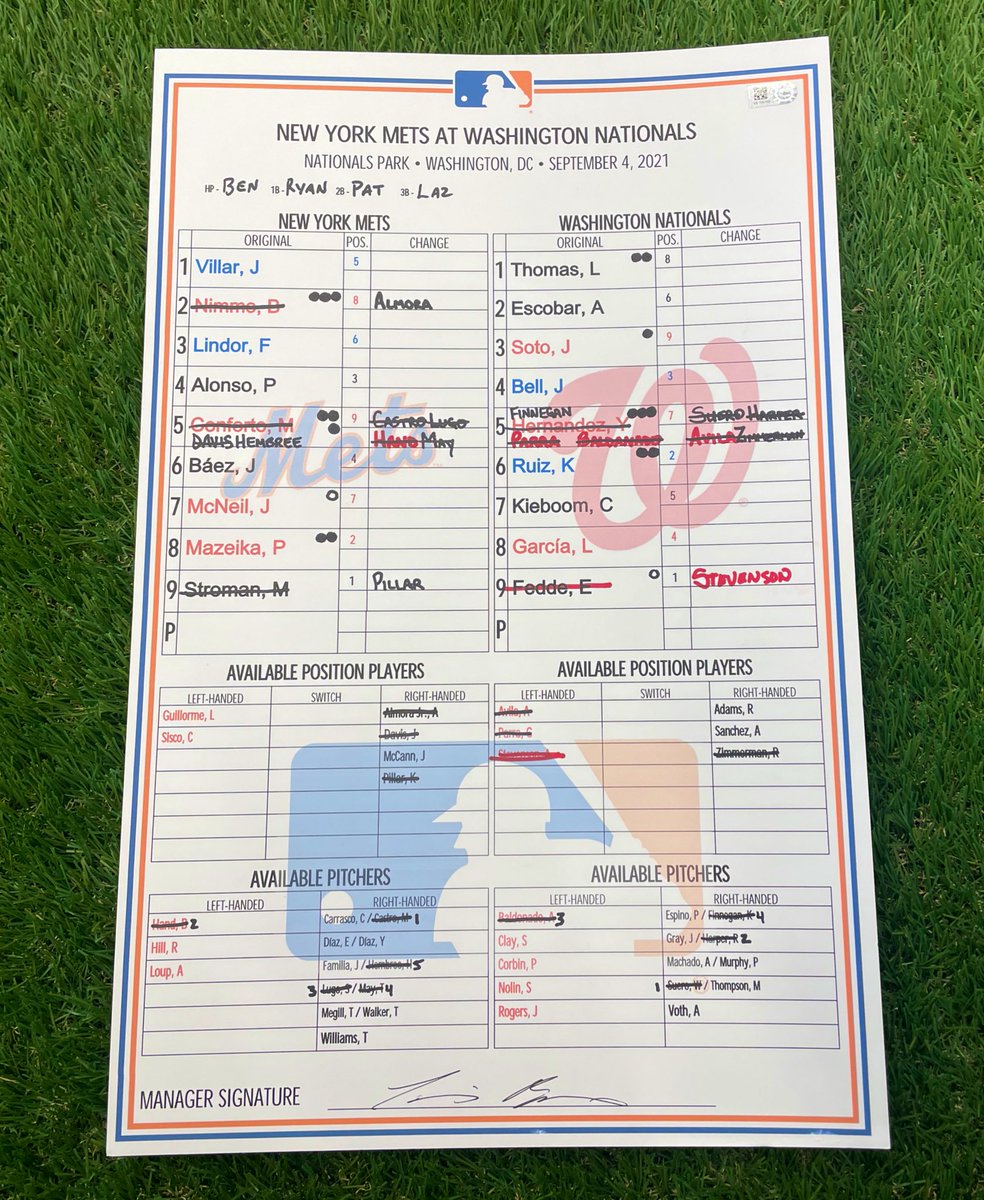 NEW YORK METS AT WASHINGTON NATIONALS
NATIONALS PARK • WASHINGTON, DC • SEPTEMBER 4, 2021
HP- BEN 1B- RYAN 2B- PAT 3B- LAZ
NEW YORK METS
ORIGINAL POS. CHANGE
1 Villar, J 5
2 Nimmo, B 8 ALMORA
3 Lindor, F 6
4 Alonso, P 3
5 Conforto, M 9 CASTRO LUGO
DAVIS HEMBREE HAND MAY
6 Báez, J 4
7 McNeil, J 7
8 Mazeika, P 2
9 Stroman, M 1 PILLAR
P
WASHINGTON NATIONALS
ORIGINAL POS. CHANGE
1 Thomas, L 8
2 Escobar, A 6
3 Soto, J 9
4 Bell, J 3
FINNEGAN
5 Hernandez, Y 7 SUERO HARPER
PARRA BALDONADO AVILA ZIMMERMAN
6 Ruiz, K 2
7 Kieboom, C 5
8 García, L 4
9 Fedde, E 1 STEVENSON
P
AVAILABLE POSITION PLAYERS
LEFT-HANDED SWITCH RIGHT-HANDED
Guillorme, L Almora Jr., A
Sisco, C Davis, J
McCann, J
Pillar, K
AVAILABLE POSITION PLAYERS
LEFT-HANDED SWITCH RIGHT-HANDED
Avila, A Adams, R
Parra, G Sanchez, A
Stevenson, A Zimmerman, R
AVAILABLE PITCHERS
LEFT-HANDED RIGHT-HANDED
Hand, B 2 Carrasco, C / Castro, M 1
Hill, R Díaz, E / Díaz, Y
Loup, A Familia, J / Hembree, H 5
3 Lugo, S / May, T 4
Megill, T / Walker, T
Williams, T
AVAILABLE PITCHERS
LEFT-HANDED RIGHT-HANDED
Baldonado, A 3 Espino, P / Finnegan, K 4
Clay, S Gray, J / Harper, R 2
Corbin, P Machado, A / Murphy, P
Nolin, S 1 Suero, W / Thompson, M
Rogers, J Voth, A
MANAGER SIGNATURE